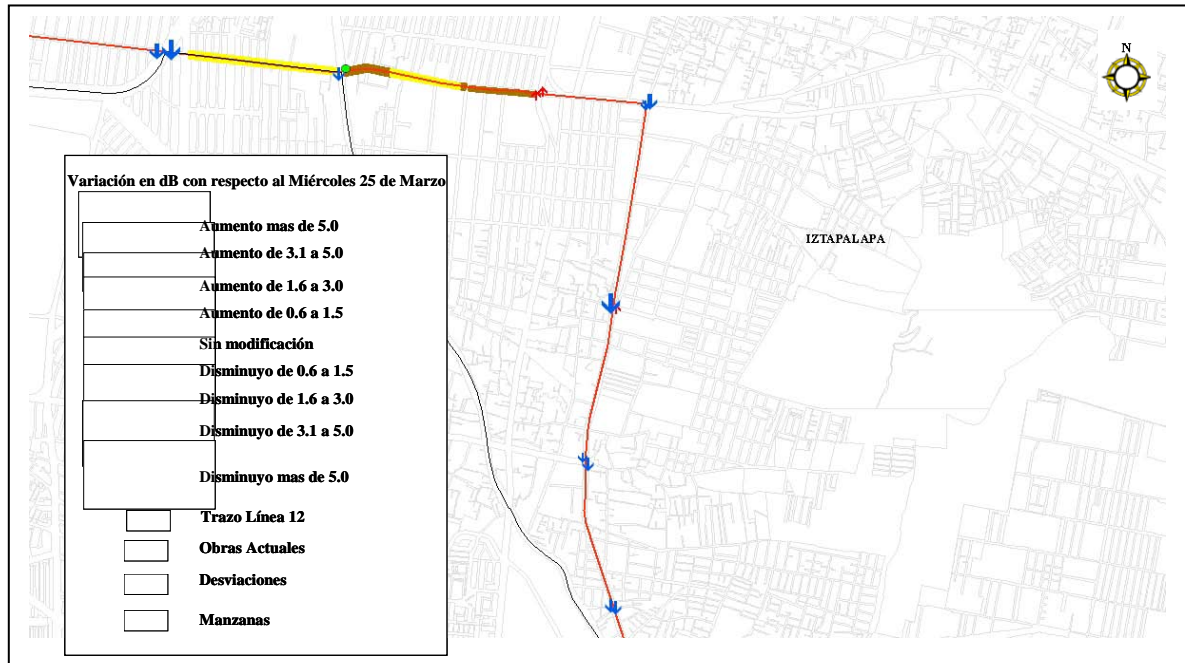 N
IZTAPALAPA
Variación en dB con respecto al Miércoles 25 de Marzo
Aumento mas de 5.0
Aumento de 3.1 a 5.0
Aumento de 1.6 a 3.0
Aumento de 0.6 a 1.5
Sin modificación
Disminuyo de 0.6 a 1.5
Disminuyo de 1.6 a 3.0
Disminuyo de 3.1 a 5.0
Disminuyo mas de 5.0
Trazo Línea 12
Obras Actuales
Desviaciones
Manzanas